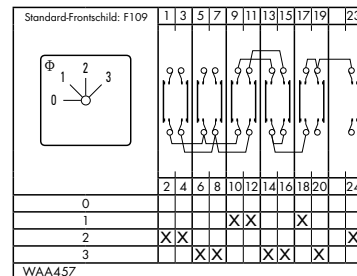 Standard-Frontschild: F109 1 3 5 7 9 11 13 15 17 19 23
Φ
1 2 3
0
2 4 6 8 10 12 14 16 18 20 24
0
1 X X X
2 X X X
3 X X X X X
WAA457